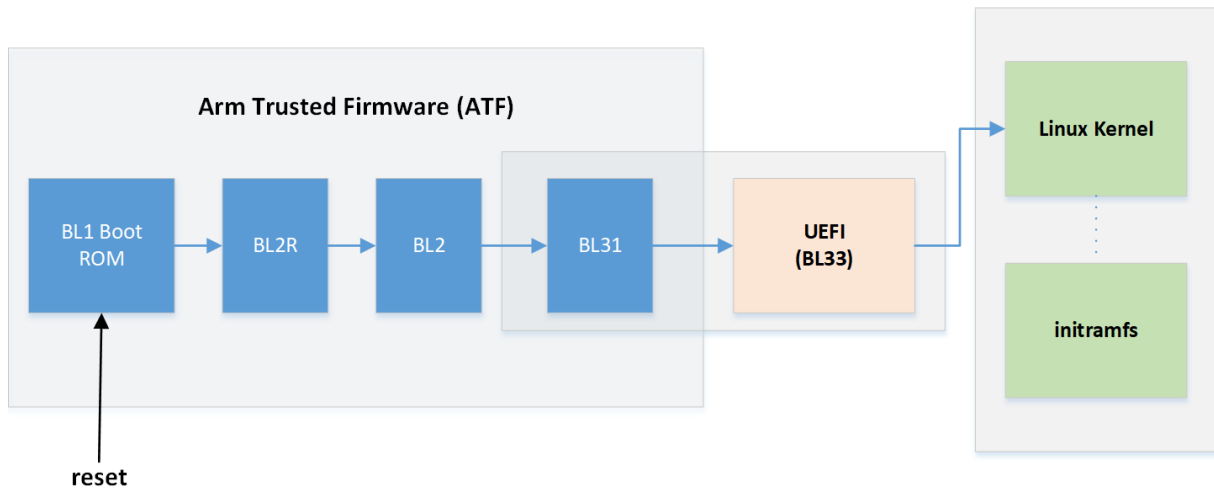 Arm Trusted Firmware (ATF)
BL1 Boot
ROM
BL2R
BL2
BL31
UEFI
(BL33)
Linux Kernel
initramfs
reset